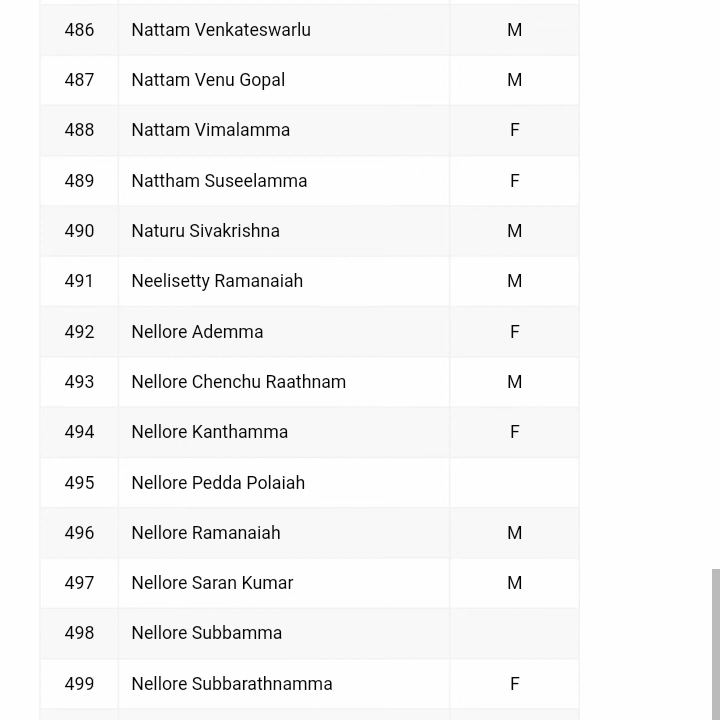 486 Nattam Venkateswarlu M
487 Nattam Venu Gopal M
488 Nattam Vimalamma F
489 Nattham Suseelamma F
490 Naturu Sivakrishna M
491 Neelisetty Ramanaiah M
492 Nellore Ademma F
493 Nellore Chenchu Raathnam M
494 Nellore Kanthamma F
495 Nellore Pedda Polaiah
496 Nellore Ramanaiah M
497 Nellore Saran Kumar M
498 Nellore Subbamma
499 Nellore Subbarathnamma F